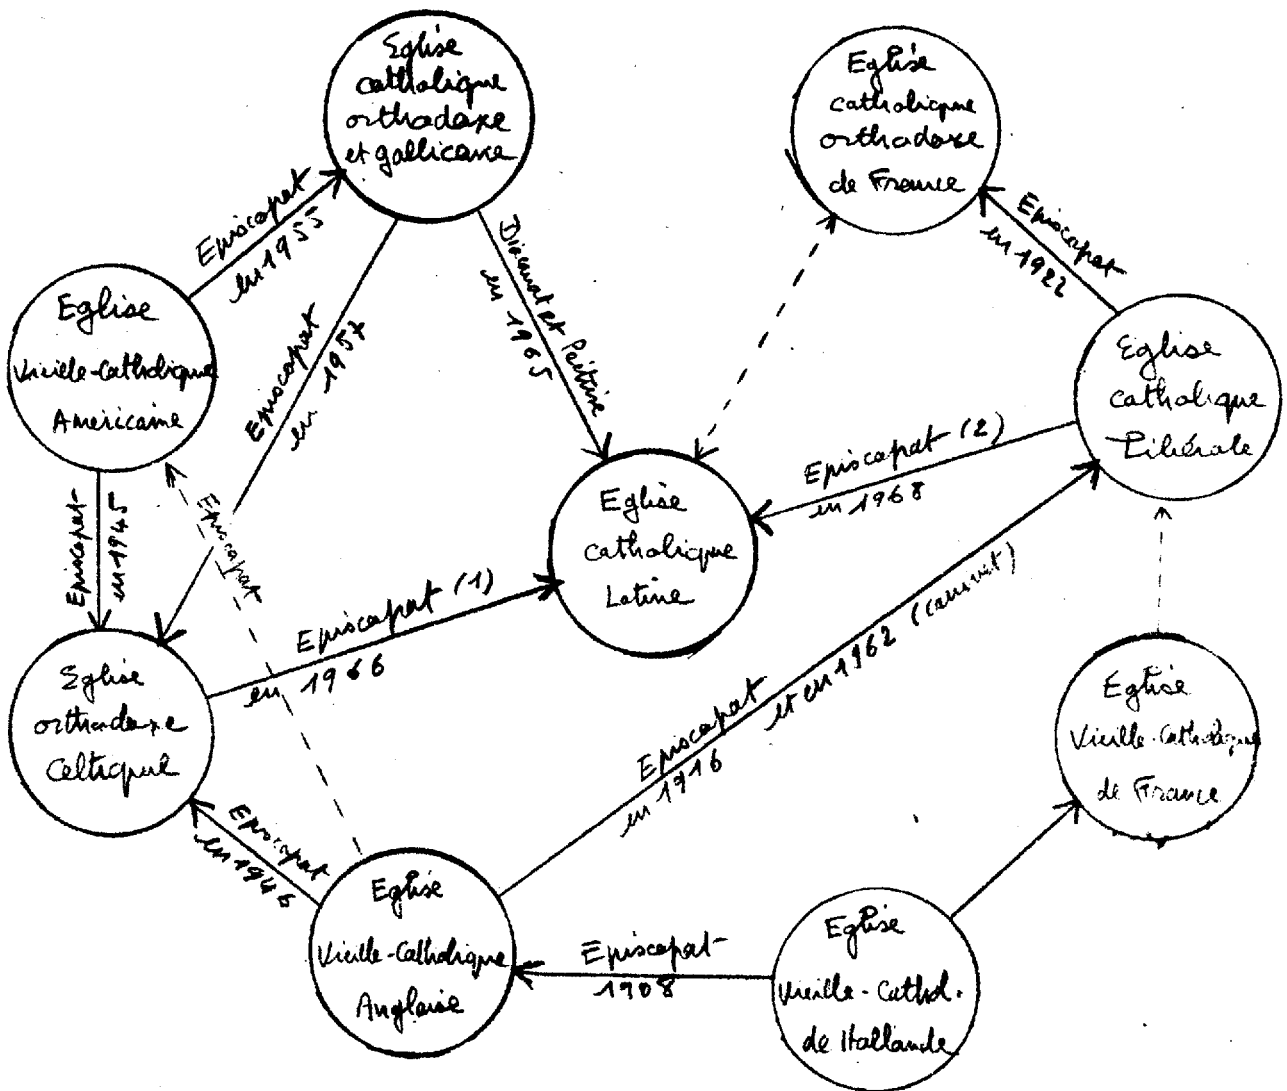 Eglise
catholique
orthodoxe
et gallicane
Eglise
catholique
orthodoxe
de France
Episcopat
en 1955
Diaconat et Prêtrise
en 1965
Episcopat
en 1922
Eglise
Vieille-Catholique
Américaine
Episcopat
en 1957
Eglise
catholique
Libérale
Episcopat (2)
en 1968
Episcopat
en 1945
Episcopat
Eglise
catholique
Latine
Episcopat (1)
en 1966
Eglise
orthodoxe
Celtique
Episcopat
en 1916
et en 1962
Eglise
Vieille-Catholique
de France
Episcopat
en 1946
Eglise
Vieille-Catholique
Anglaise
Episcopat
1908
Eglise
Vieille-Cathol.
de Hollande